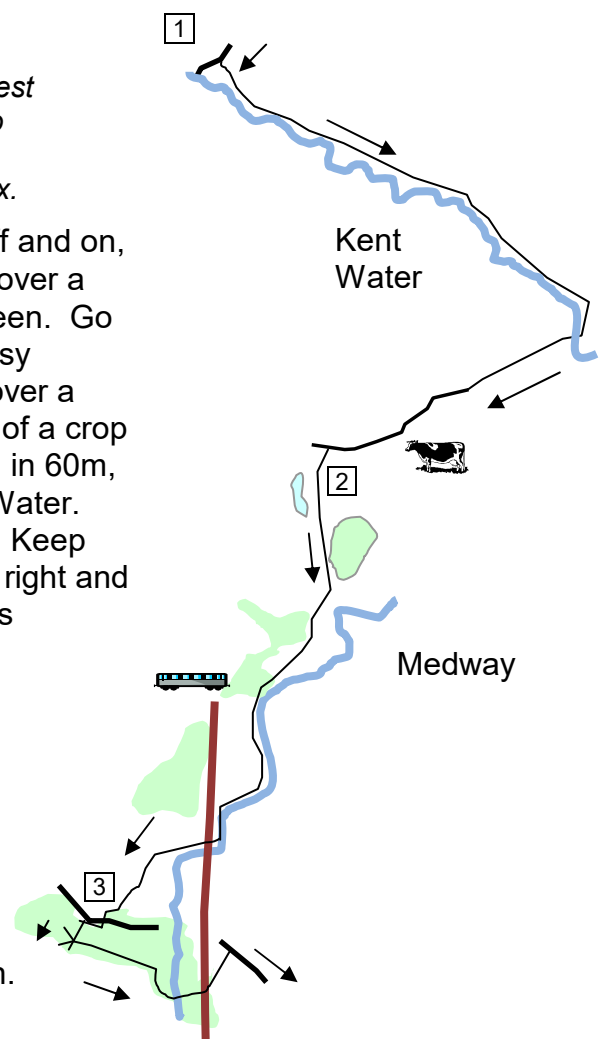 1
est
x.
f and on,
over a
een. Go
sy
over a
of a crop
in 60m,
Water.
Keep
right and
s
Kent
Water
2
Medway
3
n.